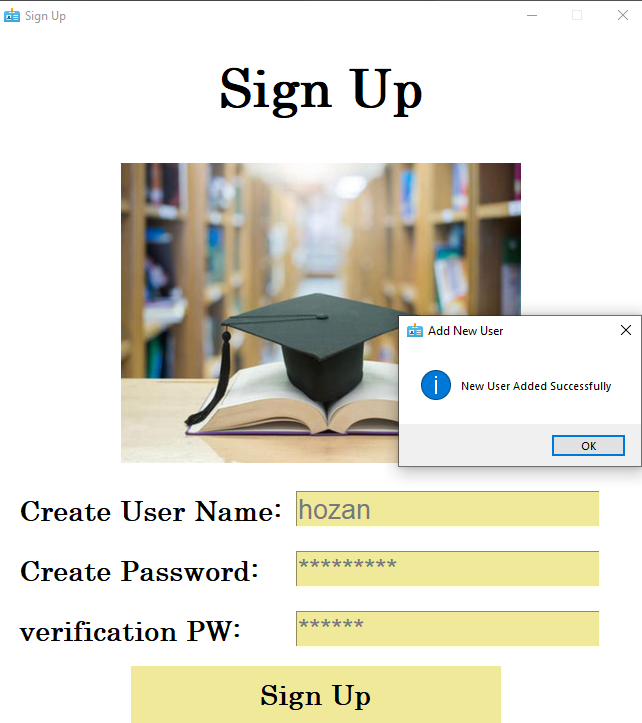 Sign Up
Sign Up
Add New User
New User Added Successfully
OK
Create User Name: hozan
Create Password: *********
verification PW: ******
Sign Up